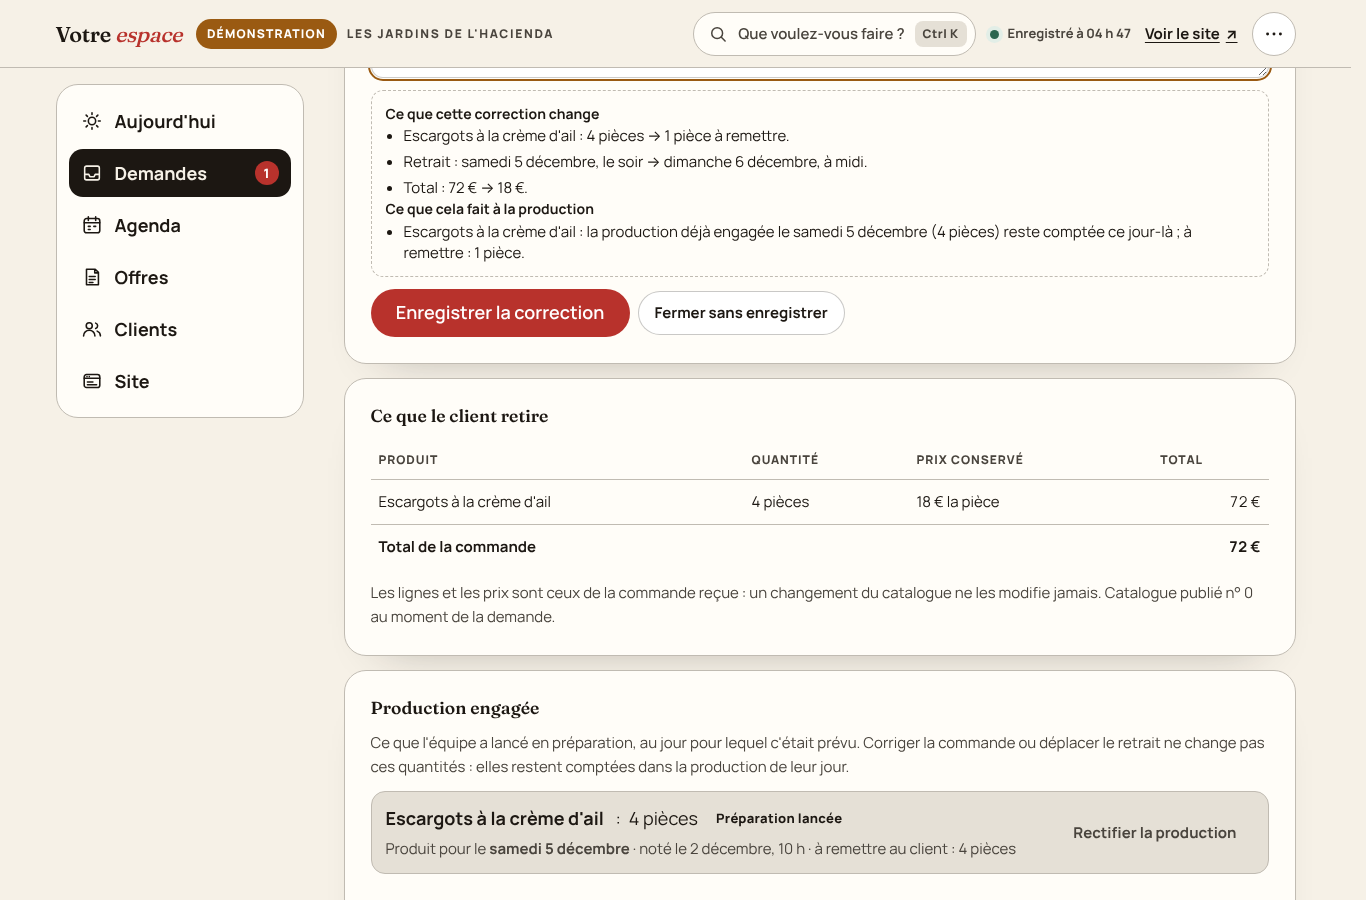 Votre espace
DÉMONSTRATION
LES JARDINS DE L'HACIENDA
Que voulez-vous faire ?
Ctrl K
Enregistré à 04 h 47
Voir le site ↗
Aujourd'hui
Demandes
1
Agenda
Offres
Clients
Site
Ce que cette correction change
• Escargots à la crème d'ail : 4 pièces → 1 pièce à remettre.
• Retrait : samedi 5 décembre, le soir → dimanche 6 décembre, à midi.
• Total : 72 € → 18 €.
Ce que cela fait à la production
• Escargots à la crème d'ail : la production déjà engagée le samedi 5 décembre (4 pièces) reste comptée ce jour-là ; à
remettre : 1 pièce.
Enregistrer la correction
Fermer sans enregistrer
Ce que le client retire
PRODUIT QUANTITÉ PRIX CONSERVÉ TOTAL
Escargots à la crème d'ail 4 pièces 18 € la pièce 72 €
Total de la commande 72 €
Les lignes et les prix sont ceux de la commande reçue : un changement du catalogue ne les modifie jamais. Catalogue publié n° 0
au moment de la demande.
Production engagée
Ce que l'équipe a lancé en préparation, au jour pour lequel c'était prévu. Corriger la commande ou déplacer le retrait ne change pas
ces quantités : elles restent comptées dans la production de leur jour.
Escargots à la crème d'ail : 4 pièces Préparation lancée
Produit pour le samedi 5 décembre · noté le 2 décembre, 10 h · à remettre au client : 4 pièces
Rectifier la production